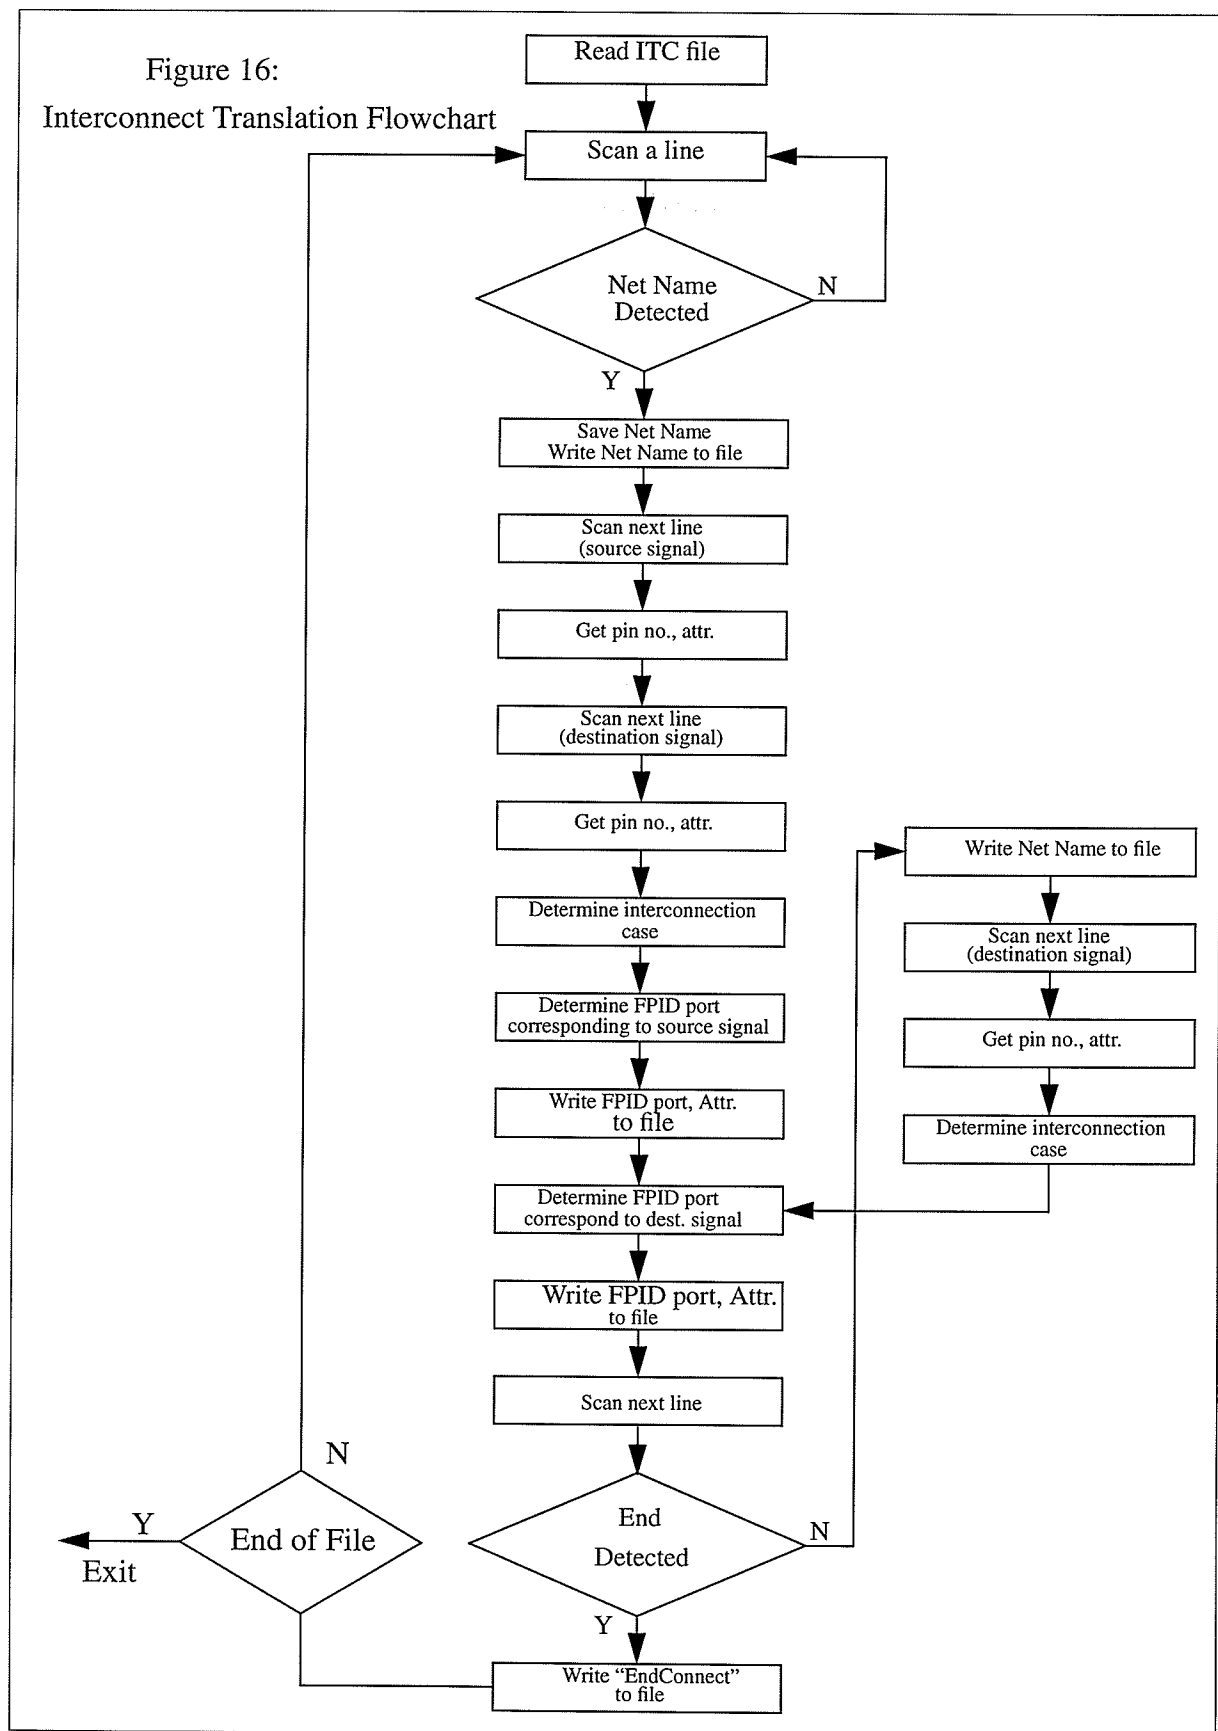 Figure 16:
Interconnect Translation Flowchart
Read ITC file
Scan a line
Net Name
Detected
N
Y
Save Net Name
Write Net Name to file
Scan next line
(source signal)
Get pin no., attr.
Scan next line
(destination signal)
Get pin no., attr.
Determine interconnection
case
Determine FPID port
corresponding to source signal
Write FPID port, Attr.
to file
Determine FPID port
correspond to dest. signal
Write FPID port, Attr.
to file
Scan next line
End
Detected
N
Y
Write “EndConnect”
to file
Write Net Name to file
Scan next line
(destination signal)
Get pin no., attr.
Determine interconnection
case
N
End of File
Y
Exit